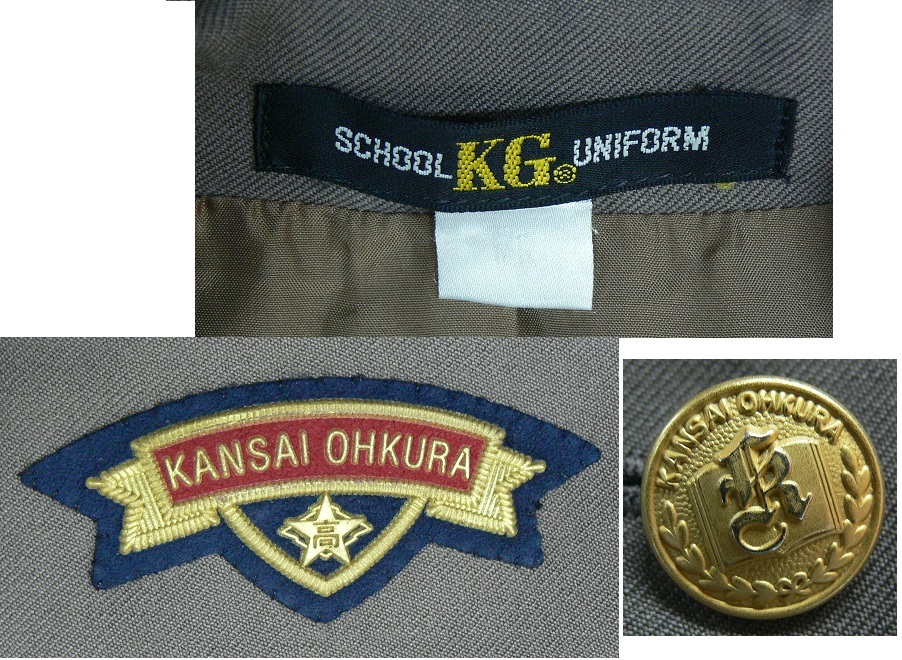 SCHOOL KG® UNIFORM
KANSAI OHKURA
高
KANSAI OHKURA